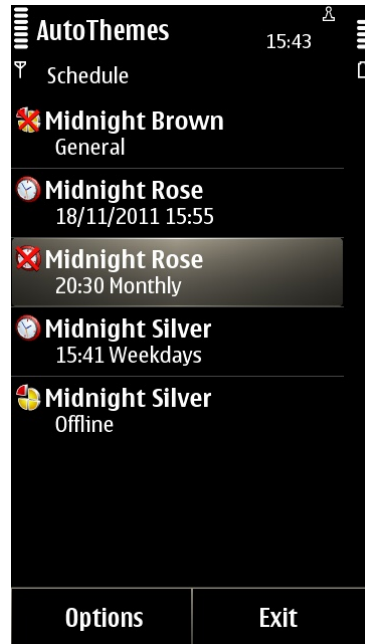 AutoThemes
15:43
Schedule
Midnight Brown
General
Midnight Rose
18/11/2011 15:55
Midnight Rose
20:30 Monthly
Midnight Silver
15:41 Weekdays
Midnight Silver
Offline
Options
Exit